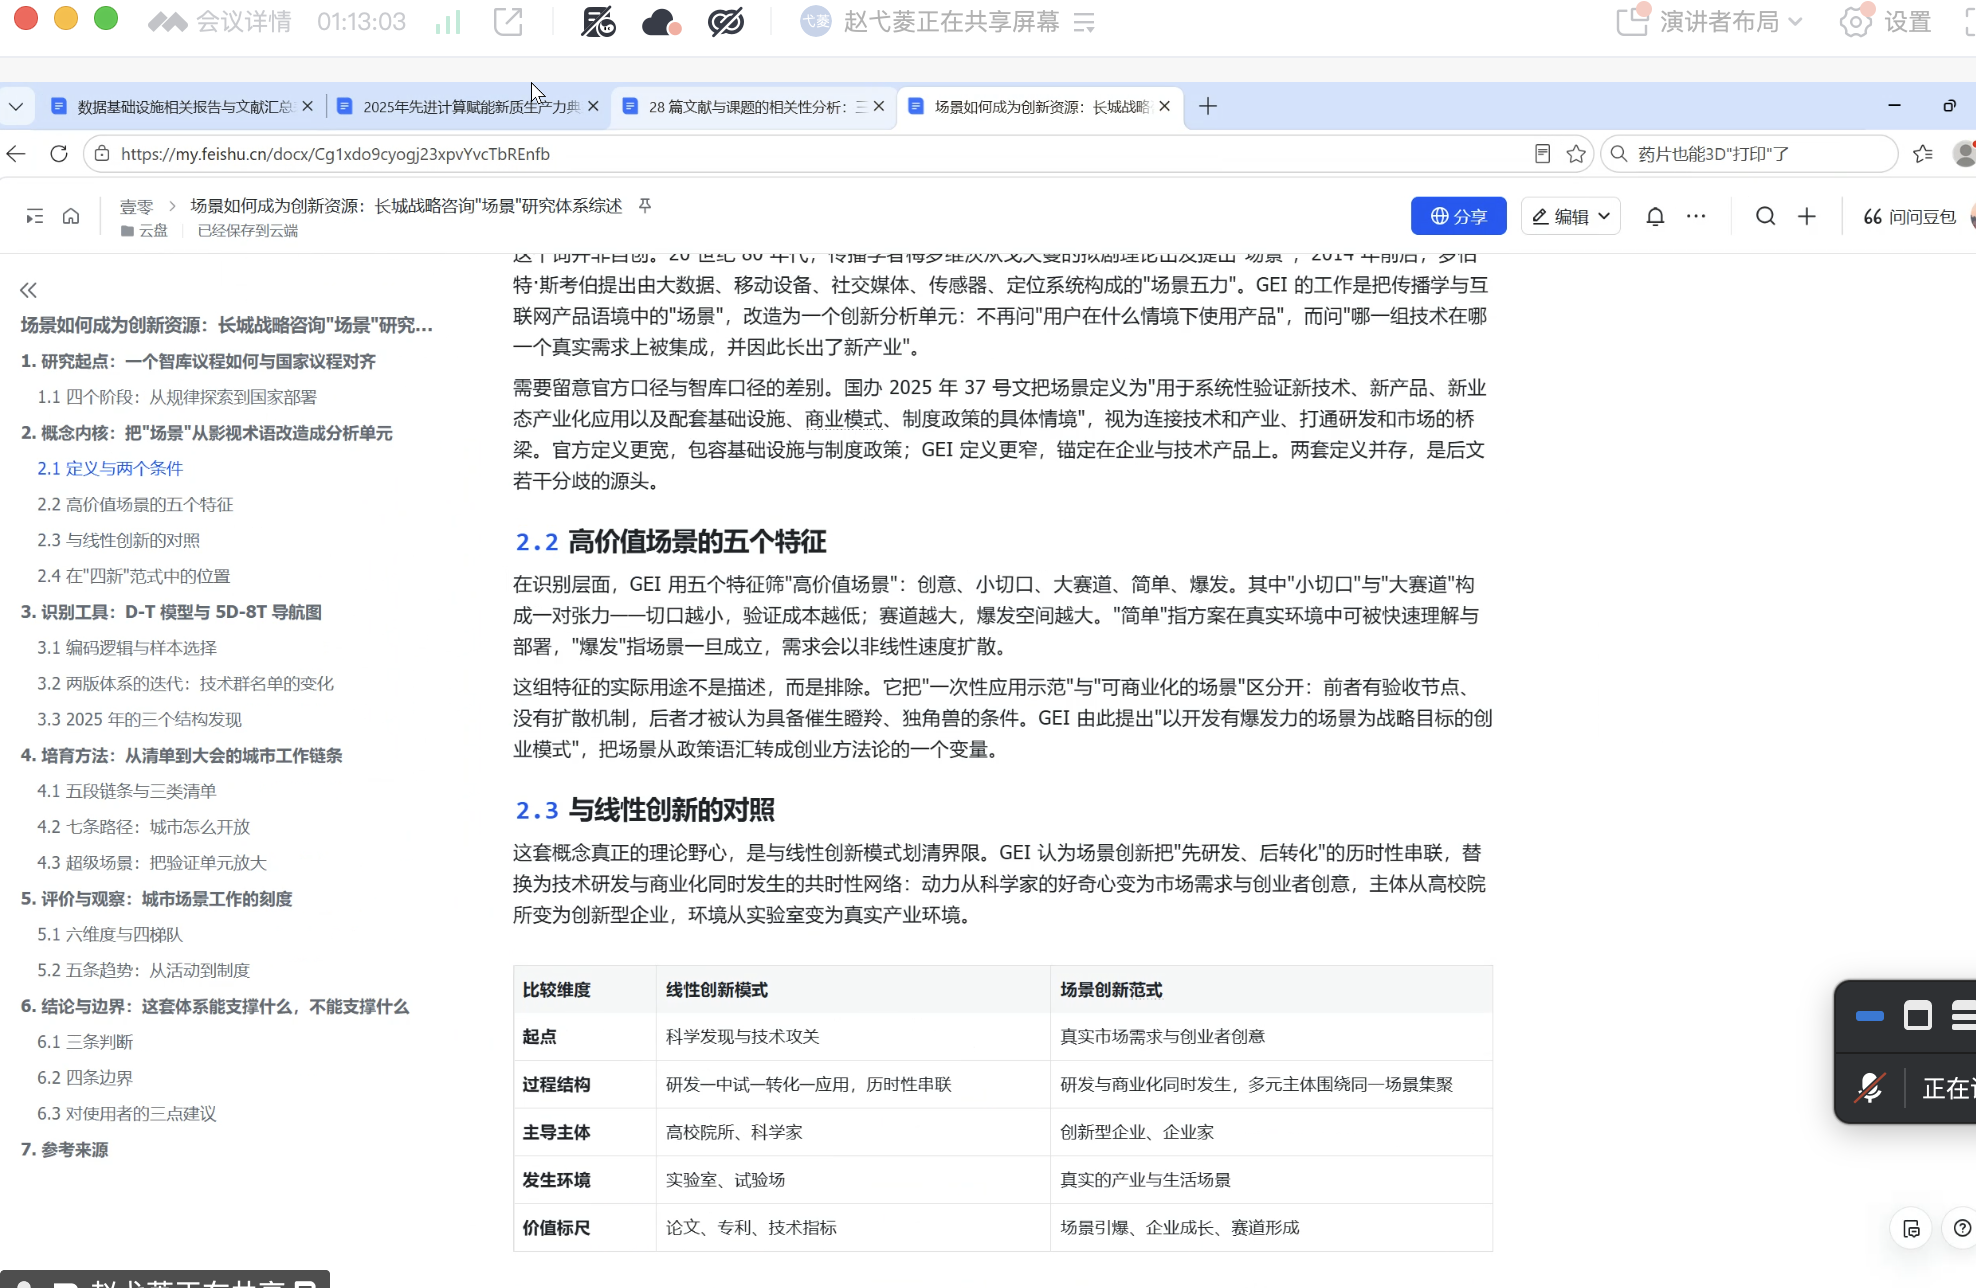 会议详情 01:13:03 弋菱 赵弋菱正在共享屏幕 演讲者布局 设置
数据基础设施相关报告与文献汇总 2025年先进计算赋能新质生产力典 28 篇文献与课题的相关性分析：三 场景如何成为创新资源：长城战略
https://my.feishu.cn/docx/Cg1xdo9cyogj23xpvYvcTbREnfb 药片也能3D"打印"了
壹零 > 场景如何成为创新资源：长城战略咨询"场景"研究体系综述
云盘 已经保存到云端
分享 编辑 问问豆包
场景如何成为创新资源：长城战略咨询"场景"研究...
1. 研究起点：一个智库议程如何与国家议程对齐
1.1 四个阶段：从规律探索到国家部署
2. 概念内核：把"场景"从影视术语改造成分析单元
2.1 定义与两个条件
2.2 高价值场景的五个特征
2.3 与线性创新的对照
2.4 在"四新"范式中的位置
3. 识别工具：D-T 模型与 5D-8T 导航图
3.1 编码逻辑与样本选择
3.2 两版体系的迭代：技术群名单的变化
3.3 2025 年的三个结构发现
4. 培育方法：从清单到大会的城市工作链条
4.1 五段链条与三类清单
4.2 七条路径：城市怎么开放
4.3 超级场景：把验证单元放大
5. 评价与观察：城市场景工作的刻度
5.1 六维度与四梯队
5.2 五条趋势：从活动到制度
6. 结论与边界：这套体系能支撑什么，不能支撑什么
6.1 三条判断
6.2 四条边界
6.3 对使用者的三点建议
7. 参考来源
这个词并非自创。20 世纪 80 年代，传播学者梅罗维茨从戈夫曼的拟剧理论出发提出"场景"，2014 年前后，罗伯
特·斯考伯提出由大数据、移动设备、社交媒体、传感器、定位系统构成的"场景五力"。GEI 的工作是把传播学与互
联网产品语境中的"场景"，改造为一个创新分析单元：不再问"用户在什么情境下使用产品"，而问"哪一组技术在哪
一个真实需求上被集成，并因此长出了新产业"。
需要留意官方口径与智库口径的差别。国办 2025 年 37 号文把场景定义为"用于系统性验证新技术、新产品、新业
态产业化应用以及配套基础设施、商业模式、制度政策的具体情境"，视为连接技术和产业、打通研发和市场的桥
梁。官方定义更宽，包容基础设施与制度政策；GEI 定义更窄，锚定在企业与技术产品上。两套定义并存，是后文
若干分歧的源头。
2.2 高价值场景的五个特征
在识别层面，GEI 用五个特征筛"高价值场景"：创意、小切口、大赛道、简单、爆发。其中"小切口"与"大赛道"构
成一对张力——切口越小，验证成本越低；赛道越大，爆发空间越大。"简单"指方案在真实环境中可被快速理解与
部署，"爆发"指场景一旦成立，需求会以非线性速度扩散。
这组特征的实际用途不是描述，而是排除。它把"一次性应用示范"与"可商业化的场景"区分开：前者有验收节点、
没有扩散机制，后者才被认为具备催生瞪羚、独角兽的条件。GEI 由此提出"以开发有爆发力的场景为战略目标的创
业模式"，把场景从政策语汇转成创业方法论的一个变量。
2.3 与线性创新的对照
这套概念真正的理论野心，是与线性创新模式划清界限。GEI 认为场景创新把"先研发、后转化"的历时性串联，替
换为技术研发与商业化同时发生的共时性网络：动力从科学家的好奇心变为市场需求与创业者创意，主体从高校院
所变为创新型企业，环境从实验室变为真实产业环境。
比较维度 线性创新模式 场景创新范式
起点 科学发现与技术攻关 真实市场需求与创业者创意
过程结构 研发—中试—转化—应用，历时性串联 研发与商业化同时发生，多元主体围绕同一场景集聚
主导主体 高校院所、科学家 创新型企业、企业家
发生环境 实验室、试验场 真实的产业与生活场景
价值标尺 论文、专利、技术指标 场景引爆、企业成长、赛道形成
正在
赵弋菱正在共享